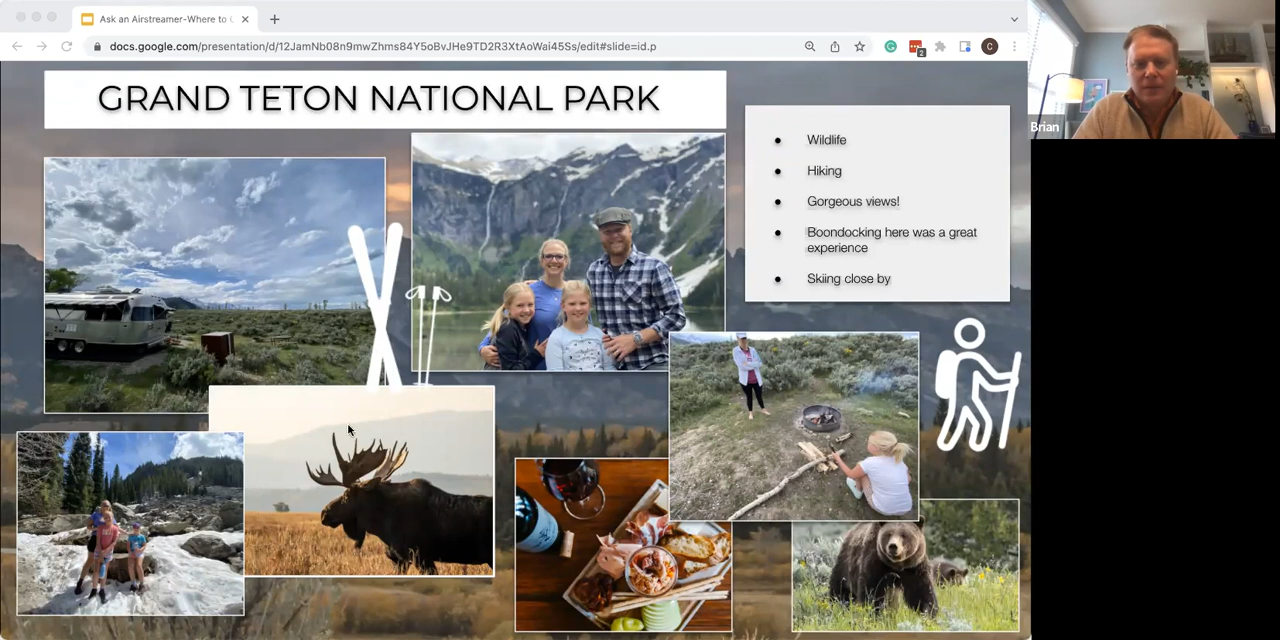 Ask an Airstreamer-Where to
docs.google.com/presentation/d/12JamNb08n9mwZhms84Y5oBvJHe9TD2R3XtAoWai45Ss/edit#slide=id.p
2
C
GRAND TETON NATIONAL PARK
Wildlife
Hiking
Gorgeous views!
Boondocking here was a great
experience
Skiing close by
Brian